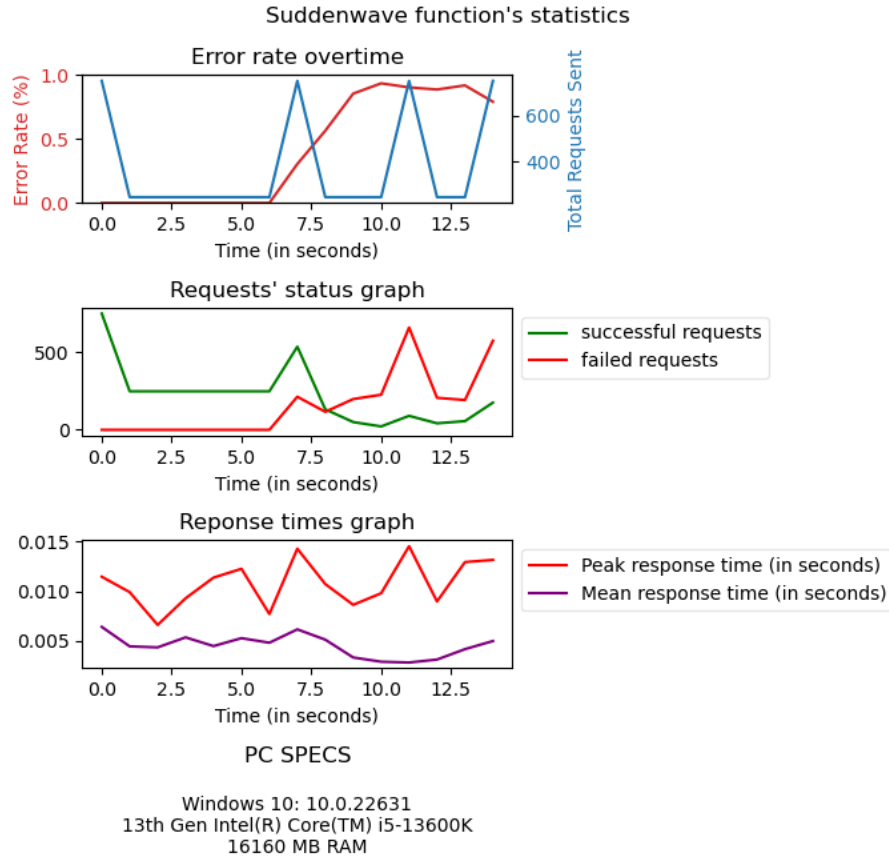 Suddenwave function's statistics
Error rate overtime
Error Rate (%)
1.0
0.5
0.0
600
400
Total Requests Sent
0.0 2.5 5.0 7.5 10.0 12.5
Time (in seconds)
Requests' status graph
500
0
successful requests
failed requests
0.0 2.5 5.0 7.5 10.0 12.5
Time (in seconds)
Reponse times graph
0.015
0.010
0.005
Peak response time (in seconds)
Mean response time (in seconds)
0.0 2.5 5.0 7.5 10.0 12.5
Time (in seconds)
PC SPECS
Windows 10: 10.0.22631
13th Gen Intel(R) Core(TM) i5-13600K
16160 MB RAM